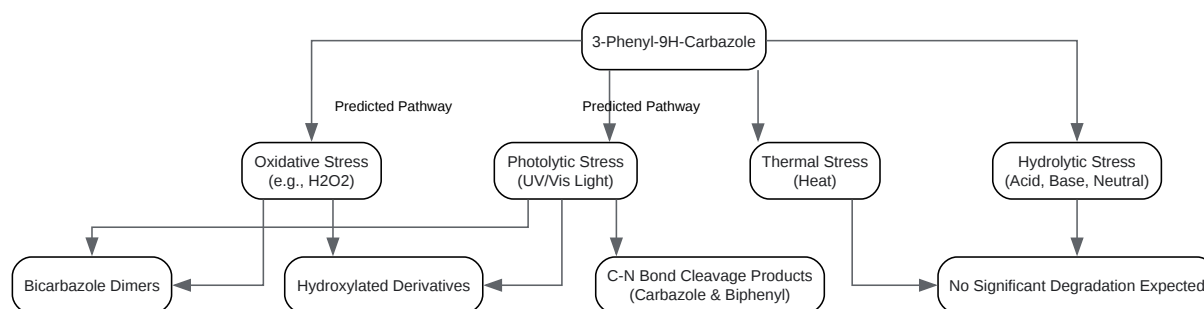 3-Phenyl-9H-Carbazole
Predicted Pathway
Predicted Pathway
Oxidative Stress
(e.g., H2O2)
Photolytic Stress
(UV/Vis Light)
Thermal Stress
(Heat)
Hydrolytic Stress
(Acid, Base, Neutral)
Bicarbazole Dimers
Hydroxylated Derivatives
C-N Bond Cleavage Products
(Carbazole & Biphenyl)
No Significant Degradation Expected